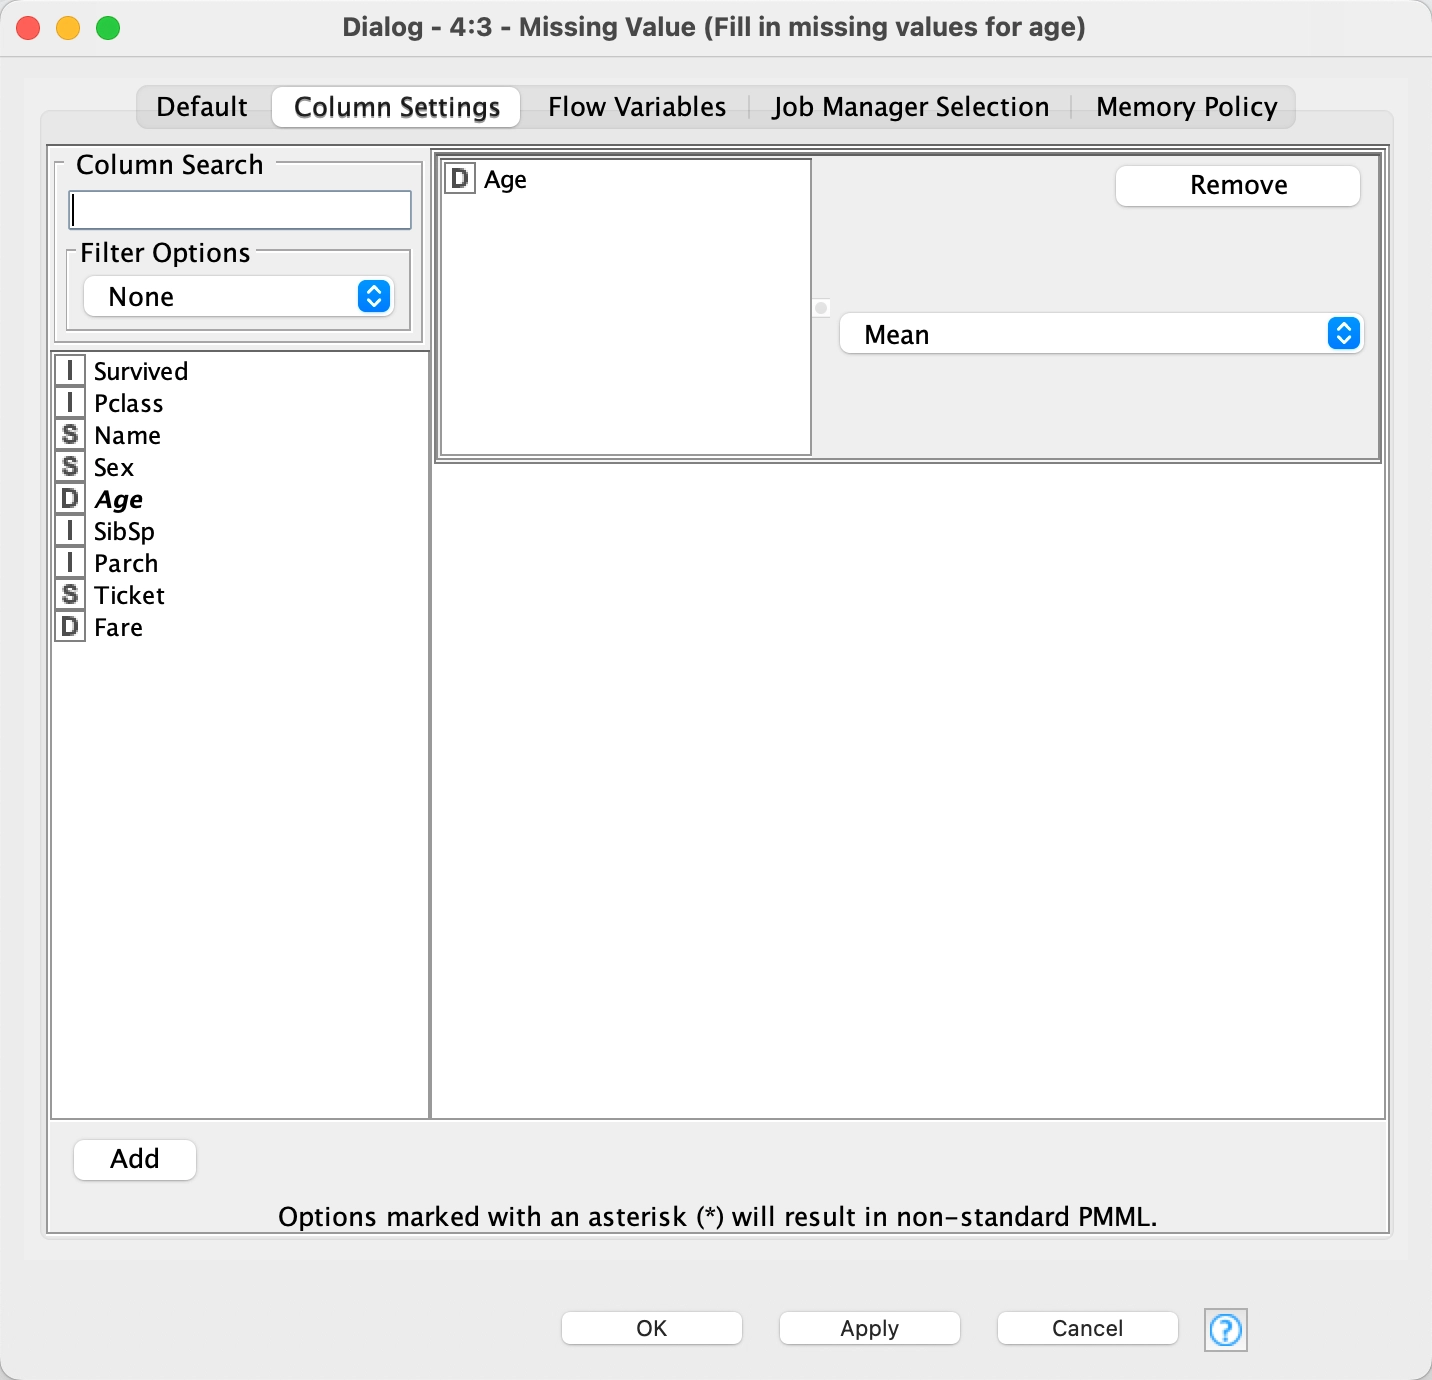 Dialog - 4:3 - Missing Value (Fill in missing values for age)
Default
Column Settings
Flow Variables
Job Manager Selection
Memory Policy
Column Search
Filter Options
None
I Survived
I Pclass
S Name
S Sex
D Age
I SibSp
I Parch
S Ticket
D Fare
D Age
Remove
Mean
Add
Options marked with an asterisk (*) will result in non-standard PMML.
OK
Apply
Cancel
?